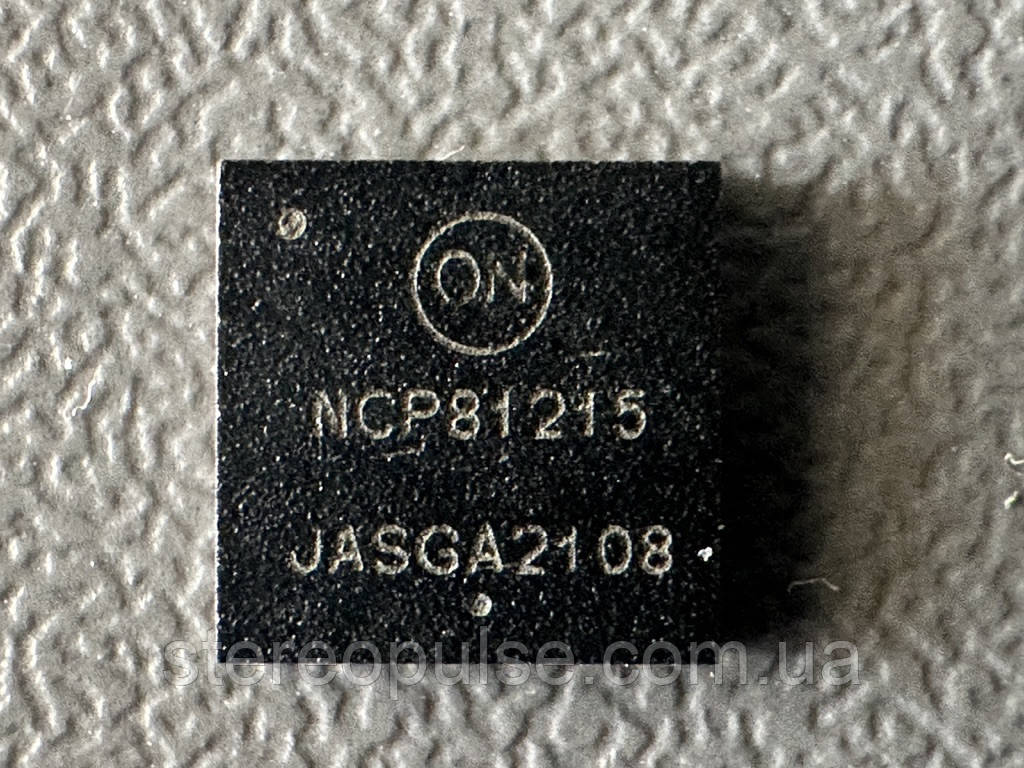 ON
NCP81215
JASGA2108
stereopulse.com.ua